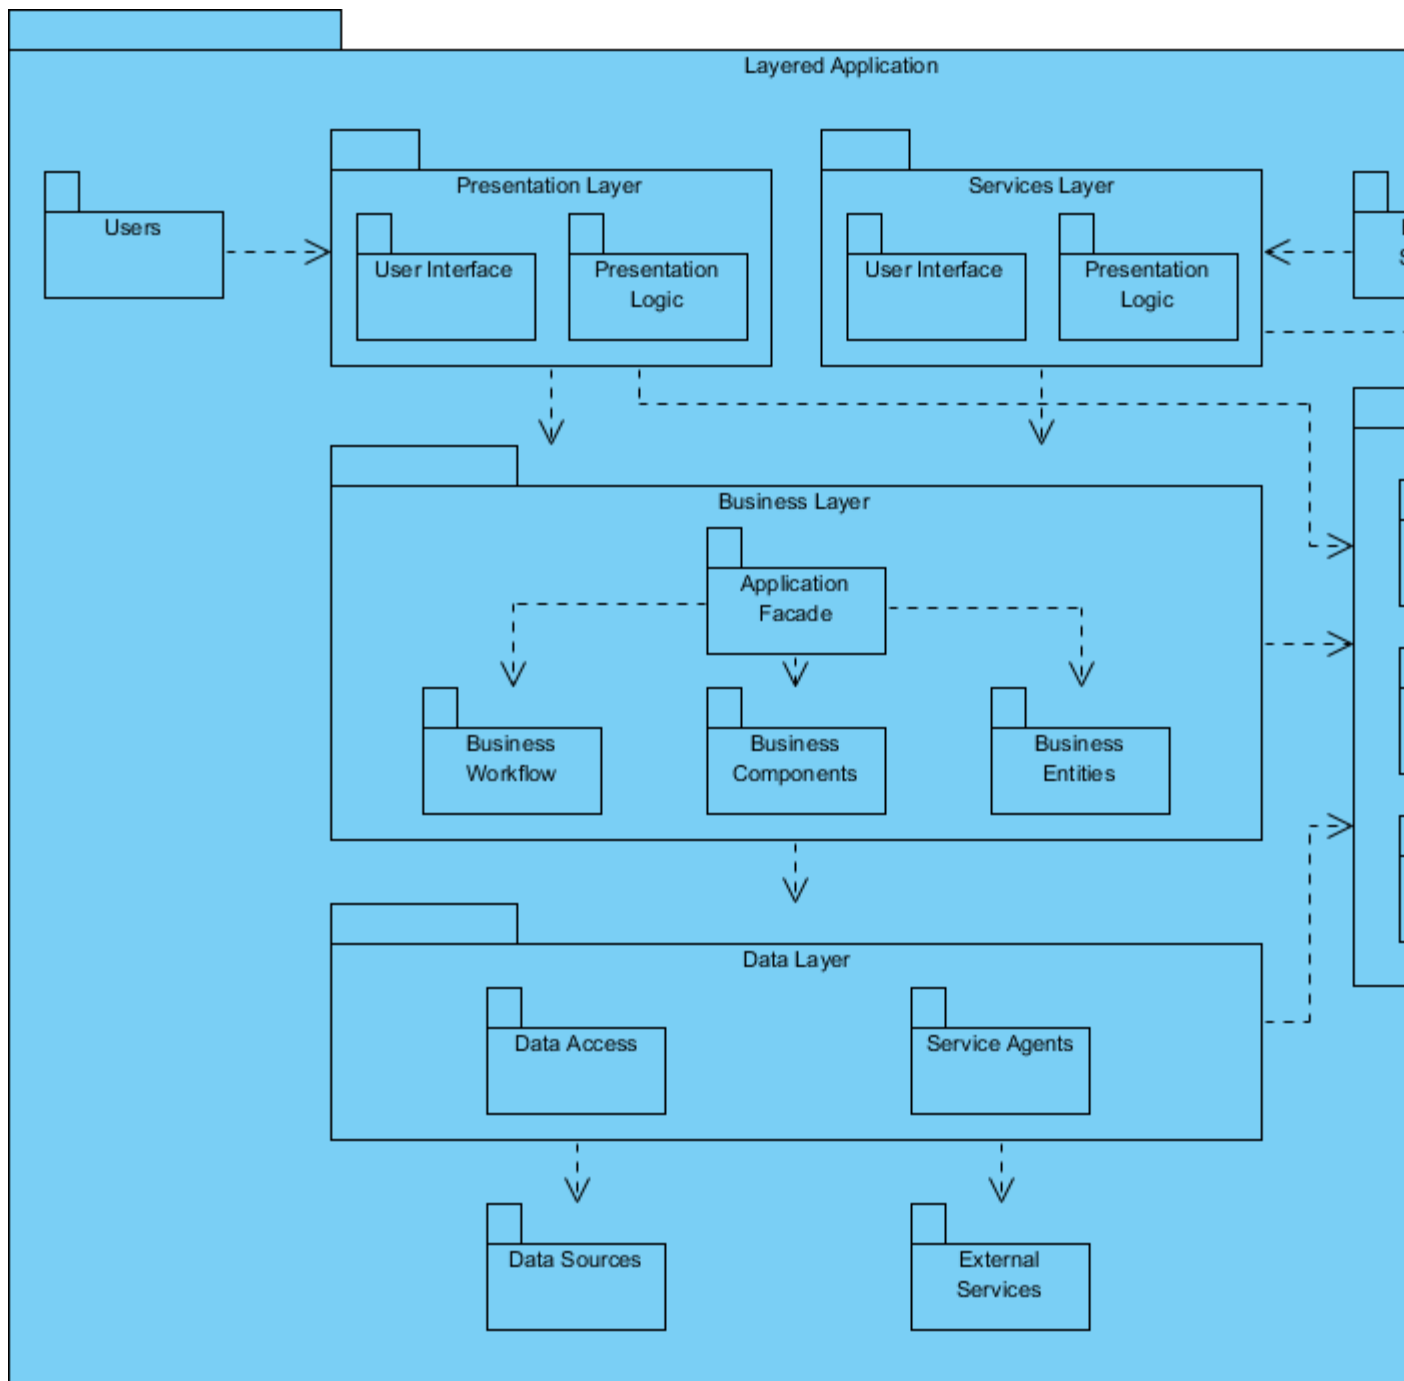 Layered Application
Presentation Layer
Services Layer
Users
User Interface
Presentation
Logic
User Interface
Presentation
Logic
Business Layer
Application
Facade
Business
Workflow
Business
Components
Business
Entities
Data Layer
Data Access
Service Agents
Data Sources
External
Services